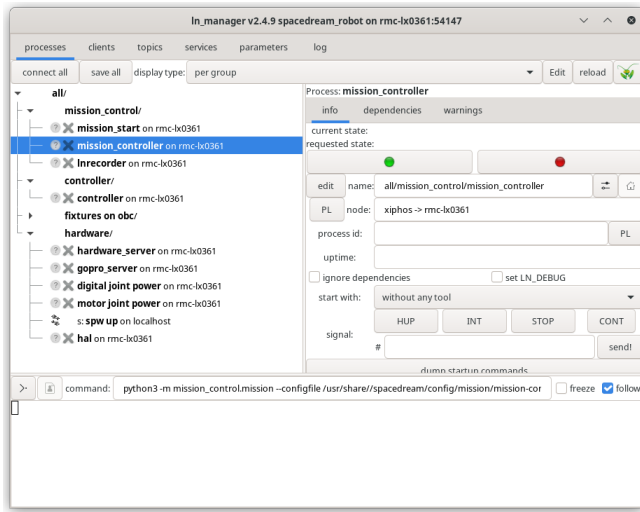 ln_manager v2.4.9 spacedream_robot on rmc-lx0361:54147
processes clients topics services parameters log
connect all save all display type: per group Edit reload
all/
mission_control/
mission_start on rmc-lx0361
mission_controller on rmc-lx0361
lnrecorder on rmc-lx0361
controller/
controller on rmc-lx0361
fixtures on obc/
hardware/
hardware_server on rmc-lx0361
gopro_server on rmc-lx0361
digital joint power on rmc-lx0361
motor joint power on rmc-lx0361
s: spw up on localhost
hal on rmc-lx0361
Process: mission_controller
info dependencies warnings
current state:
requested state:
edit name: all/mission_control/mission_controller
PL node: xiphos -> rmc-lx0361
process id: PL
uptime:
ignore dependencies set LN_DEBUG
start with: without any tool
signal: HUP INT STOP CONT
# send!
dump startup commands
command: python3 -m mission_control.mission --configfile /usr/share//spacedream/config/mission/mission-cor freeze follow